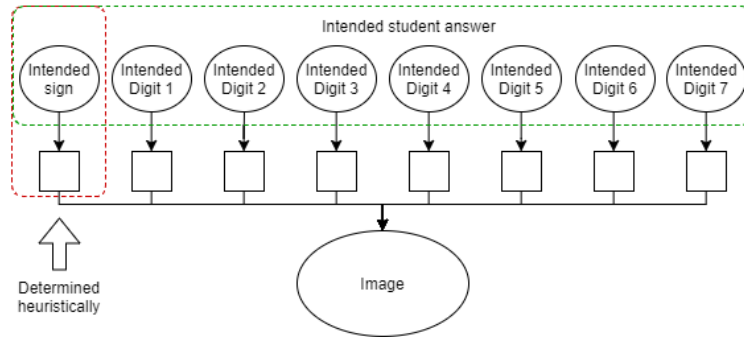 Intended student answer
Intended
sign
Intended
Digit 1
Intended
Digit 2
Intended
Digit 3
Intended
Digit 4
Intended
Digit 5
Intended
Digit 6
Intended
Digit 7
Determined
heuristically
Image